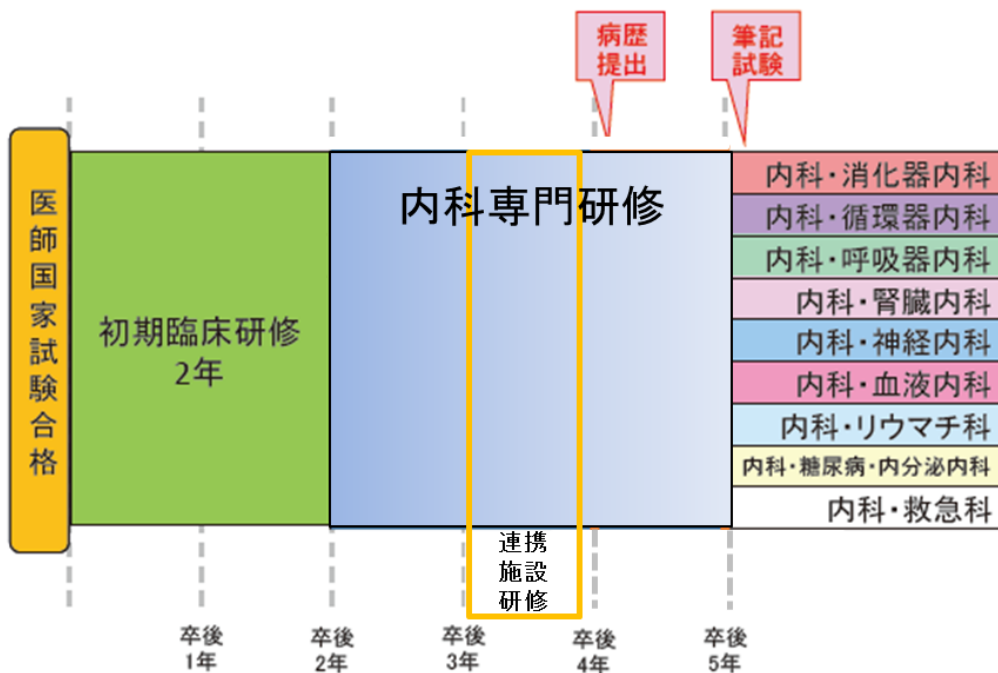 病歴
提出
筆記
試験
医師国家試験合格
初期臨床研修
2年
内科専門研修
内科・消化器内科
内科・循環器内科
内科・呼吸器内科
内科・腎臓内科
内科・神経内科
内科・血液内科
内科・リウマチ科
内科・糖尿病・内分泌内科
内科・救急科
連携
施設
研修
卒後
1年
卒後
2年
卒後
3年
卒後
4年
卒後
5年